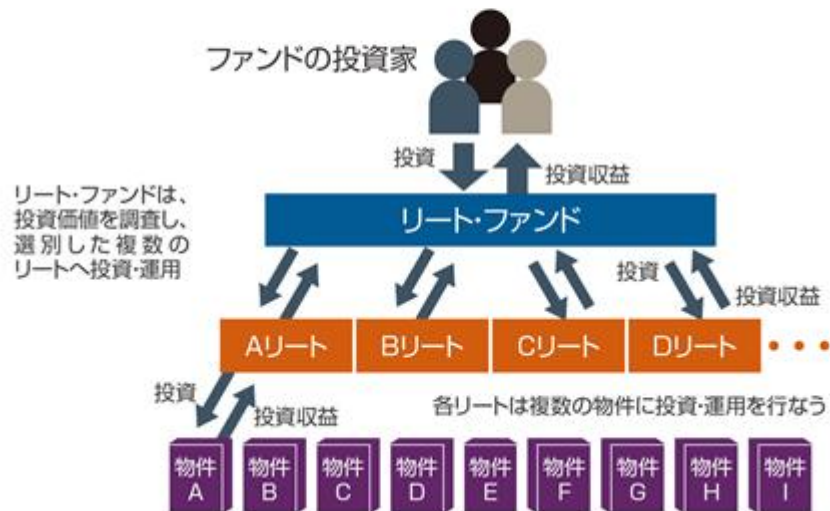 ファンドの投資家
投資
投資収益
リート・ファンドは、
投資価値を調査し、
選別した複数の
リートへ投資・運用
リート・ファンド
投資
投資収益
Aリート
Bリート
Cリート
Dリート
・・・
投資
投資収益
各リートは複数の物件に投資・運用を行なう
物件
A
物件
B
物件
C
物件
D
物件
E
物件
F
物件
G
物件
H
物件
I